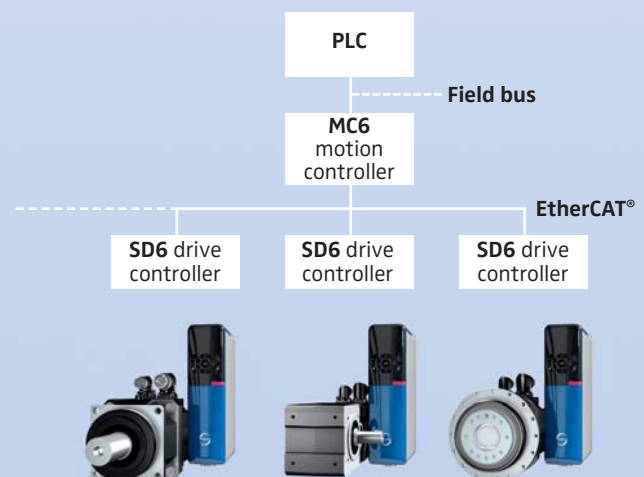 PLC
Field bus
MC6
motion
controller
EtherCAT®
SD6 drive
controller
SD6 drive
controller
SD6 drive
controller